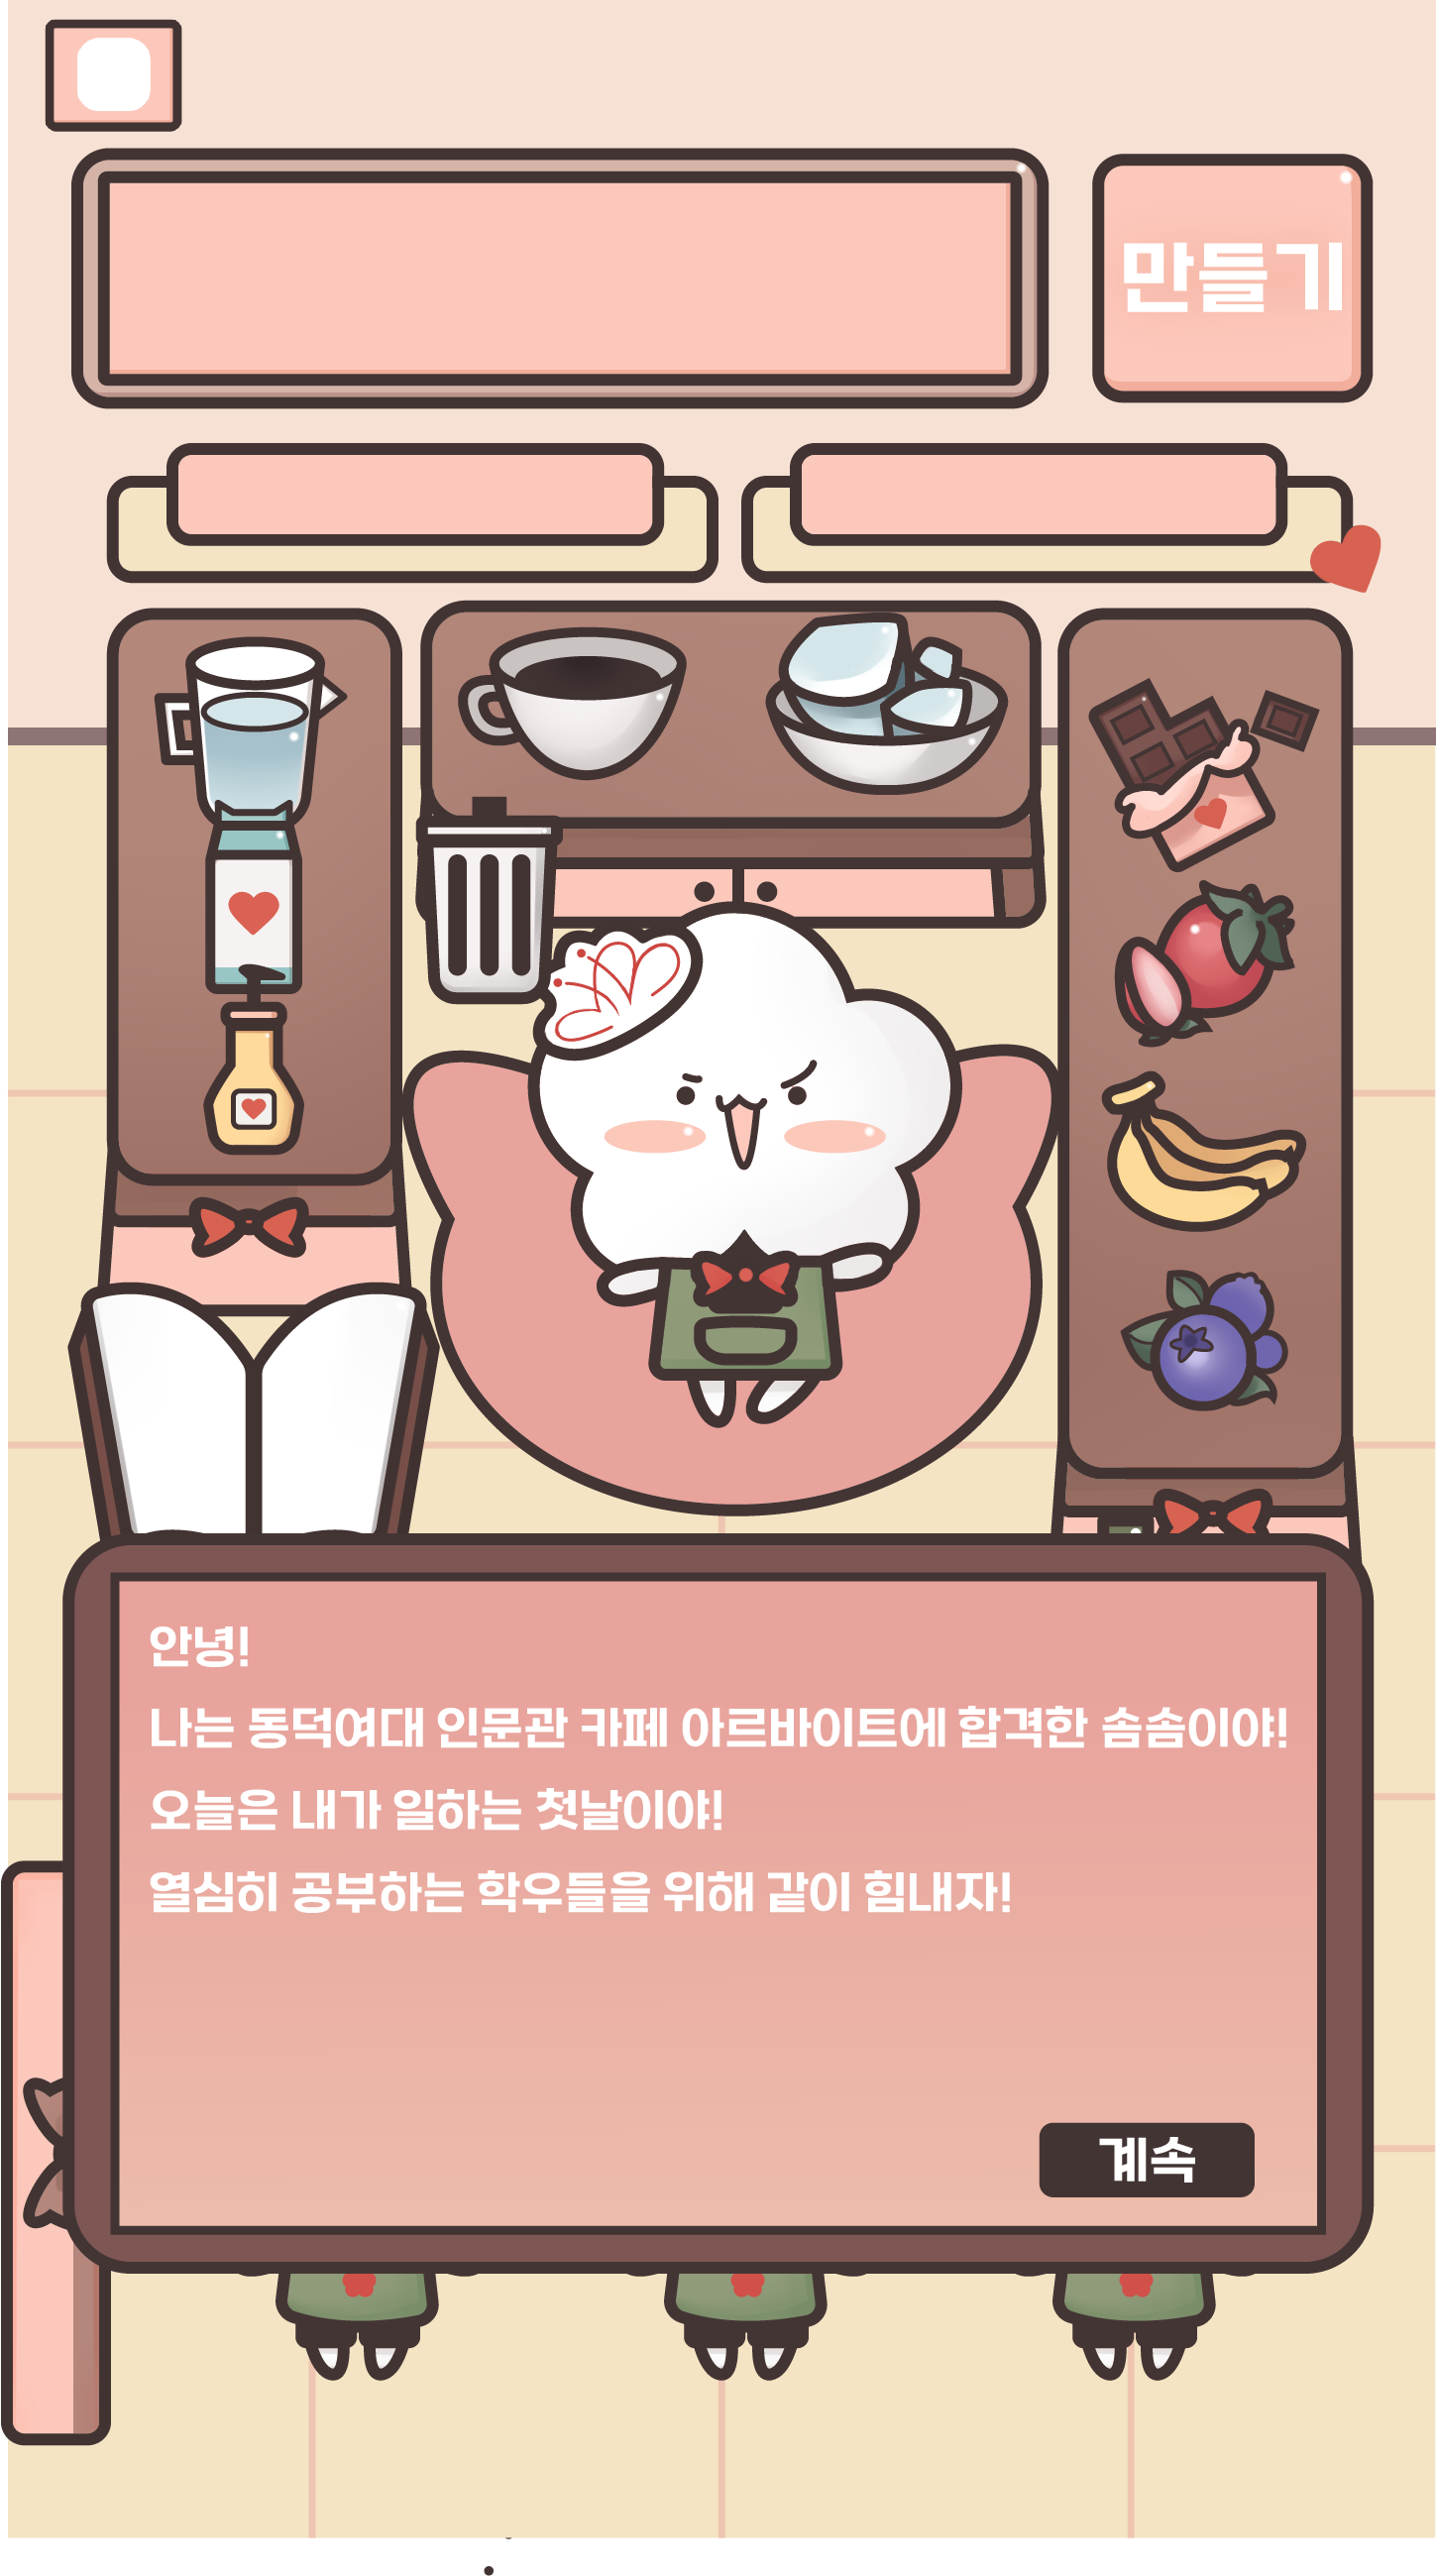 만들기
안녕!
나는 동덕여대 인문관 카페 아르바이트에 합격한 솜솜이야!
오늘은 내가 일하는 첫날이야!
열심히 공부하는 학우들을 위해 같이 힘내자!
계속